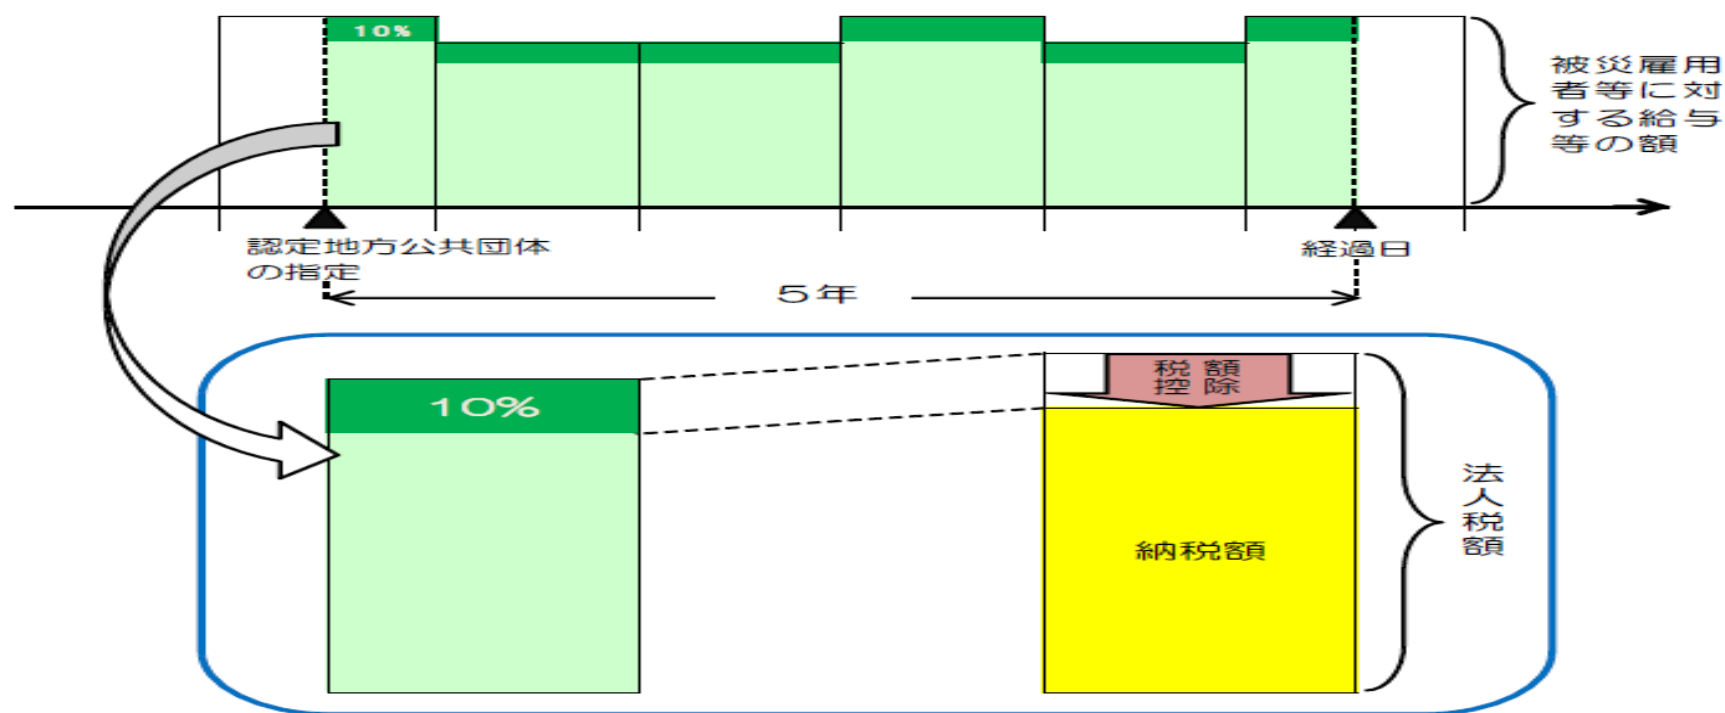 10%
被災雇用
者等に対
する給与
等の額
認定地方公共団体
の指定
経過日
５年
10%
税額
控除
納税額
法人税額